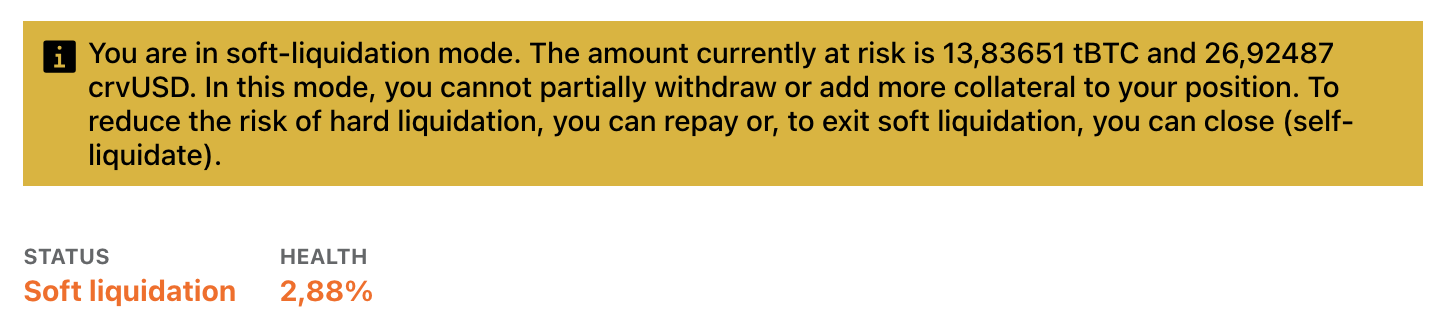 You are in soft-liquidation mode. The amount currently at risk is 13,83651 tBTC and 26,92487
crvUSD. In this mode, you cannot partially withdraw or add more collateral to your position. To
reduce the risk of hard liquidation, you can repay or, to exit soft liquidation, you can close (self-
liquidate).
STATUS HEALTH
Soft liquidation 2,88%